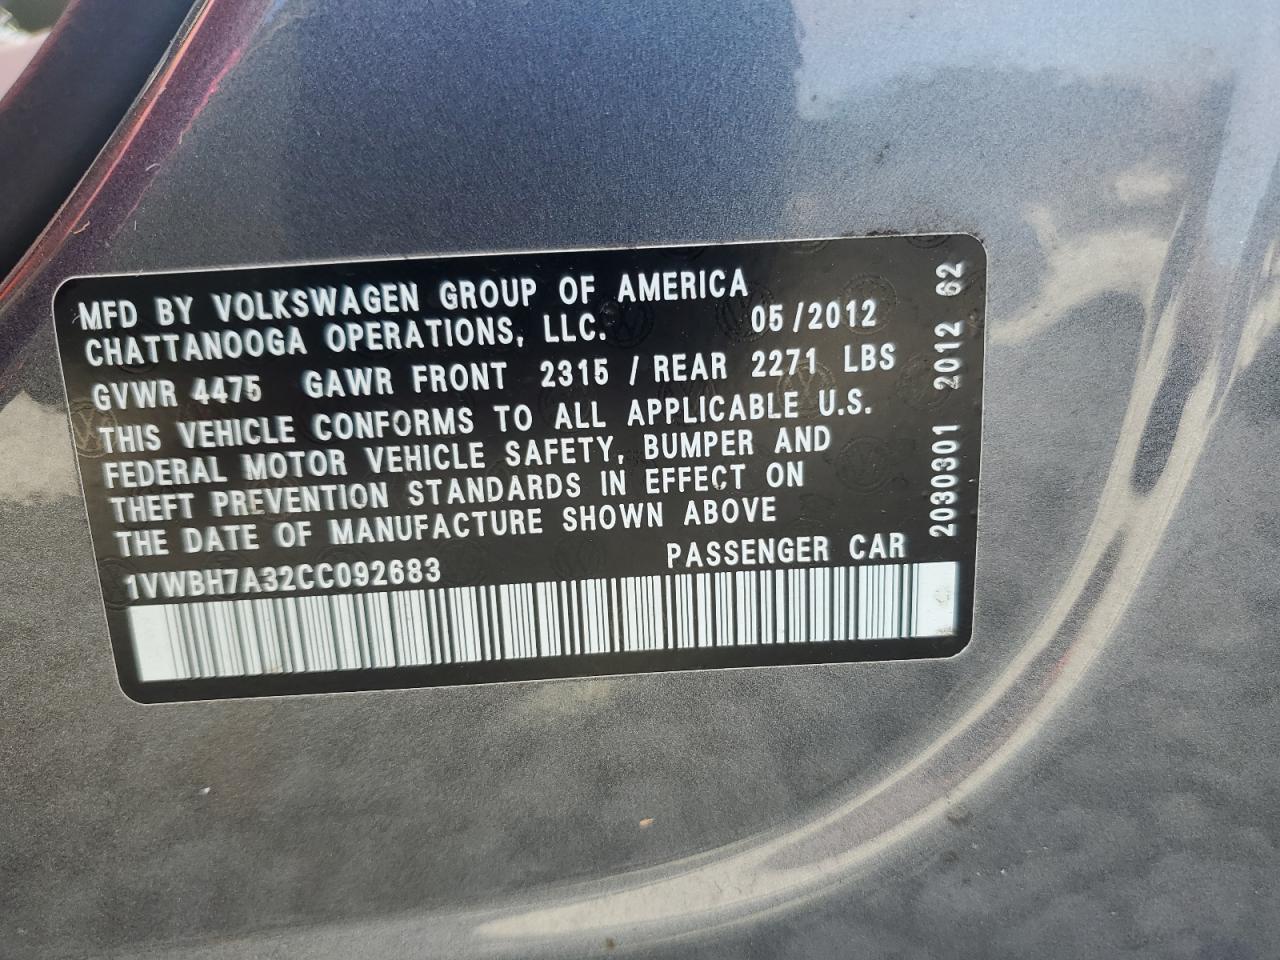 MFD BY VOLKSWAGEN GROUP OF AMERICA
CHATTANOOGA OPERATIONS, LLC. 05/2012
GVWR 4475 GAWR FRONT 2315 / REAR 2271 LBS
THIS VEHICLE CONFORMS TO ALL APPLICABLE U.S.
FEDERAL MOTOR VEHICLE SAFETY, BUMPER AND
THEFT PREVENTION STANDARDS IN EFFECT ON
THE DATE OF MANUFACTURE SHOWN ABOVE
1VWBH7A32CC092683 PASSENGER CAR
2030301 2012 62